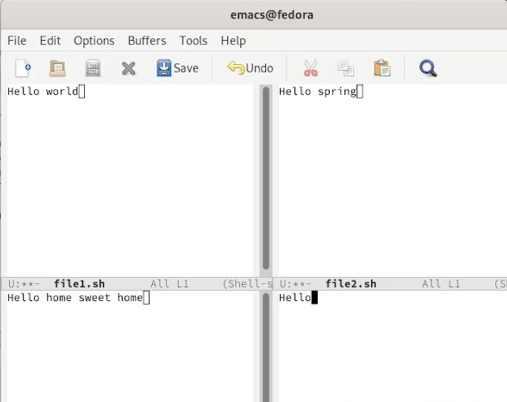 emacs@fedora
File Edit Options Buffers Tools Help
Save Undo
Hello world
Hello spring
U:**- file1.sh All L1 (Shell-s
U:**- file2.sh All L1 (S
Hello home sweet home
Hello